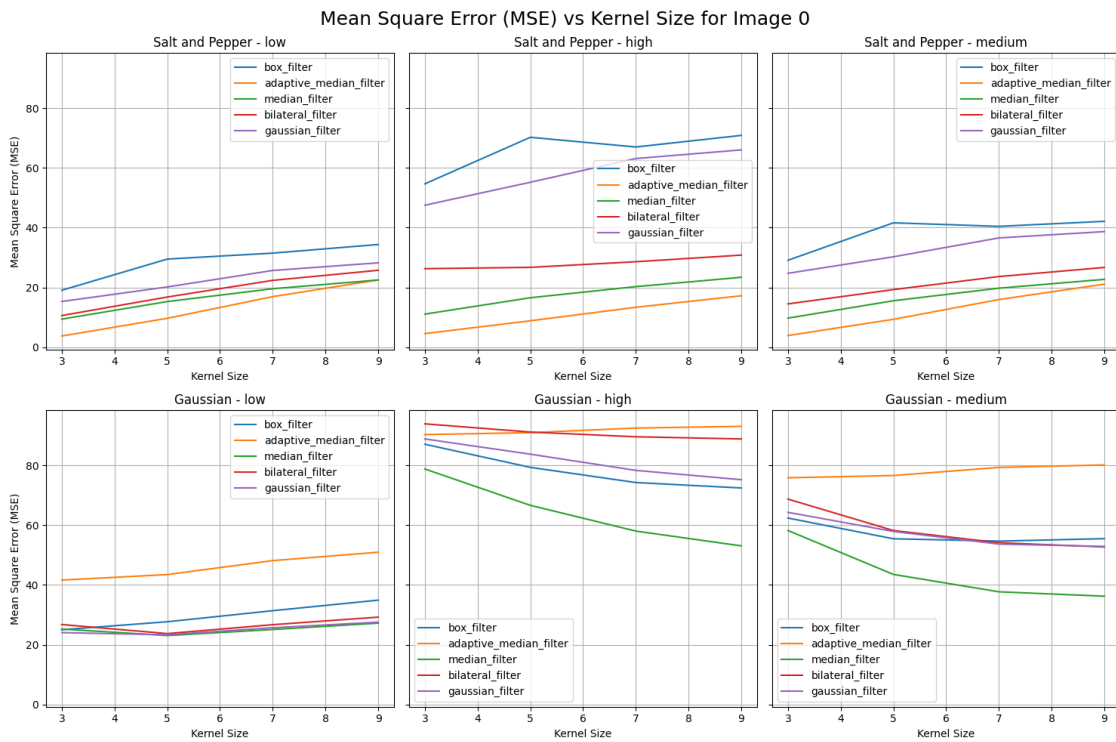 Mean Square Error (MSE) vs Kernel Size for Image 0
Salt and Pepper - low
Mean Square Error (MSE)
80
60
40
20
0
box_filter
adaptive_median_filter
median_filter
bilateral_filter
gaussian_filter
3 4 5 6 7 8 9
Kernel Size
Salt and Pepper - high
box_filter
adaptive_median_filter
median_filter
bilateral_filter
gaussian_filter
3 4 5 6 7 8 9
Kernel Size
Salt and Pepper - medium
box_filter
adaptive_median_filter
median_filter
bilateral_filter
gaussian_filter
3 4 5 6 7 8 9
Kernel Size
Gaussian - low
Mean Square Error (MSE)
80
60
40
20
0
box_filter
adaptive_median_filter
median_filter
bilateral_filter
gaussian_filter
3 4 5 6 7 8 9
Kernel Size
Gaussian - high
box_filter
adaptive_median_filter
median_filter
bilateral_filter
gaussian_filter
3 4 5 6 7 8 9
Kernel Size
Gaussian - medium
box_filter
adaptive_median_filter
median_filter
bilateral_filter
gaussian_filter
3 4 5 6 7 8 9
Kernel Size